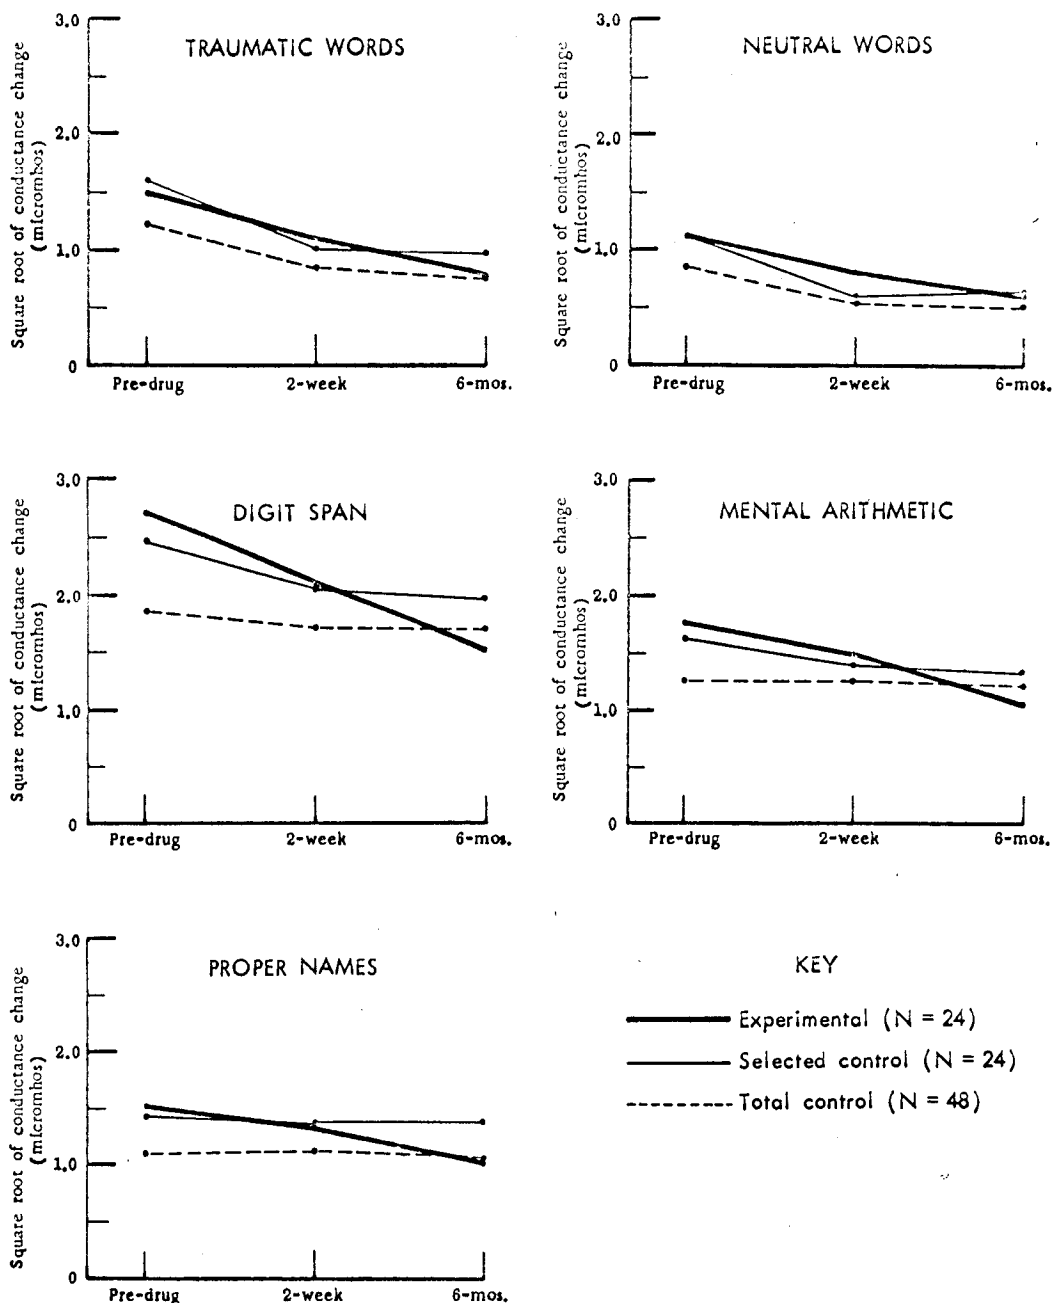 TRAUMATIC WORDS
Square root of conductance change
(micromhos)
3.0
2.0
1.0
0
Pre-drug 2-week 6-mos.
NEUTRAL WORDS
Square root of conductance change
(micromhos)
3.0
2.0
1.0
0
Pre-drug 2-week 6-mos.
DIGIT SPAN
Square root of conductance change
(micromhos)
3.0
2.0
1.0
0
Pre-drug 2-week 6-mos.
MENTAL ARITHMETIC
Square root of conductance change
(micromhos)
3.0
2.0
1.0
0
Pre-drug 2-week 6-mos.
PROPER NAMES
Square root of conductance change
(micromhos)
3.0
2.0
1.0
0
Pre-drug 2-week 6-mos.
KEY
Experimental (N = 24)
Selected control (N = 24)
Total control (N = 48)